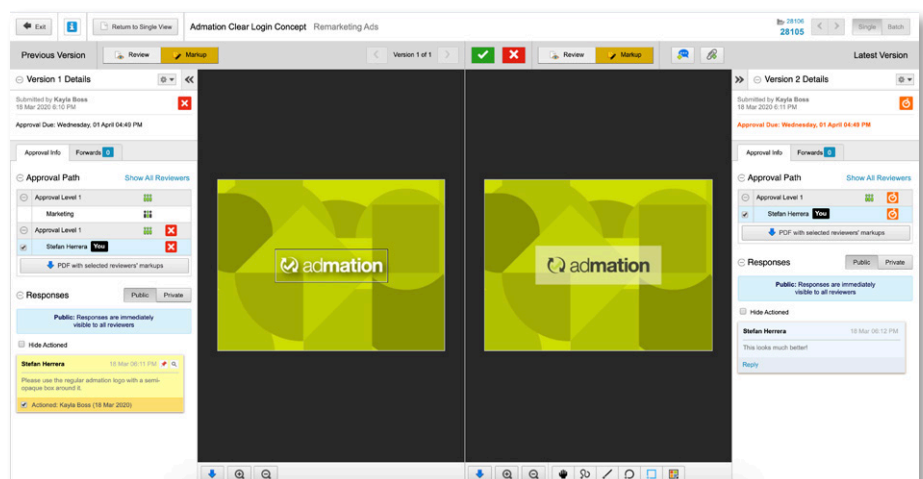 Exit
Return to Single View
Admation Clear Login Concept Remarketing Ads
28106
28105
Single Batch
Previous Version
Review
Markup
Version 1 of 1
Review
Markup
Latest Version
Version 1 Details
Submitted by Kayla Boss
18 Mar 2020 6:10 PM
Approval Due: Wednesday, 01 April 04:49 PM
Approval Info Forwards 0
Approval Path Show All Reviewers
Approval Level 1
Marketing
Approval Level 1
Stefan Herrera You
PDF with selected reviewers' markups
Responses Public Private
Public: Responses are immediately
visible to all reviewers
Hide Actioned
Stefan Herrera 18 Mar 06:11 PM
Please use the regular admation logo with a semi-
opaque box around it.
Actioned: Kayla Boss (18 Mar 2020)
admation
admation
Version 2 Details
Submitted by Kayla Boss
18 Mar 2020 6:11 PM
Approval Due: Wednesday, 01 April 04:49 PM
Approval Info Forwards 0
Approval Path Show All Reviewers
Approval Level 1
Stefan Herrera You
PDF with selected reviewers' markups
Responses Public Private
Public: Responses are immediately
visible to all reviewers
Hide Actioned
Stefan Herrera 18 Mar 06:12 PM
This looks much better!
Reply